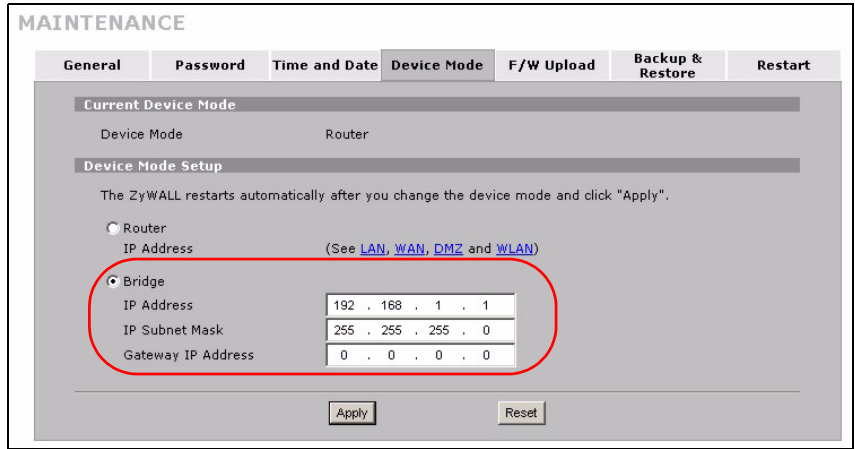 MAINTENANCE
General Password Time and Date Device Mode F/W Upload Backup & Restore Restart
Current Device Mode
Device Mode Router
Device Mode Setup
The ZyWALL restarts automatically after you change the device mode and click "Apply".
Router
IP Address (See LAN, WAN, DMZ and WLAN)
Bridge
IP Address 192 . 168 . 1 . 1
IP Subnet Mask 255 . 255 . 255 . 0
Gateway IP Address 0 . 0 . 0 . 0
Apply Reset